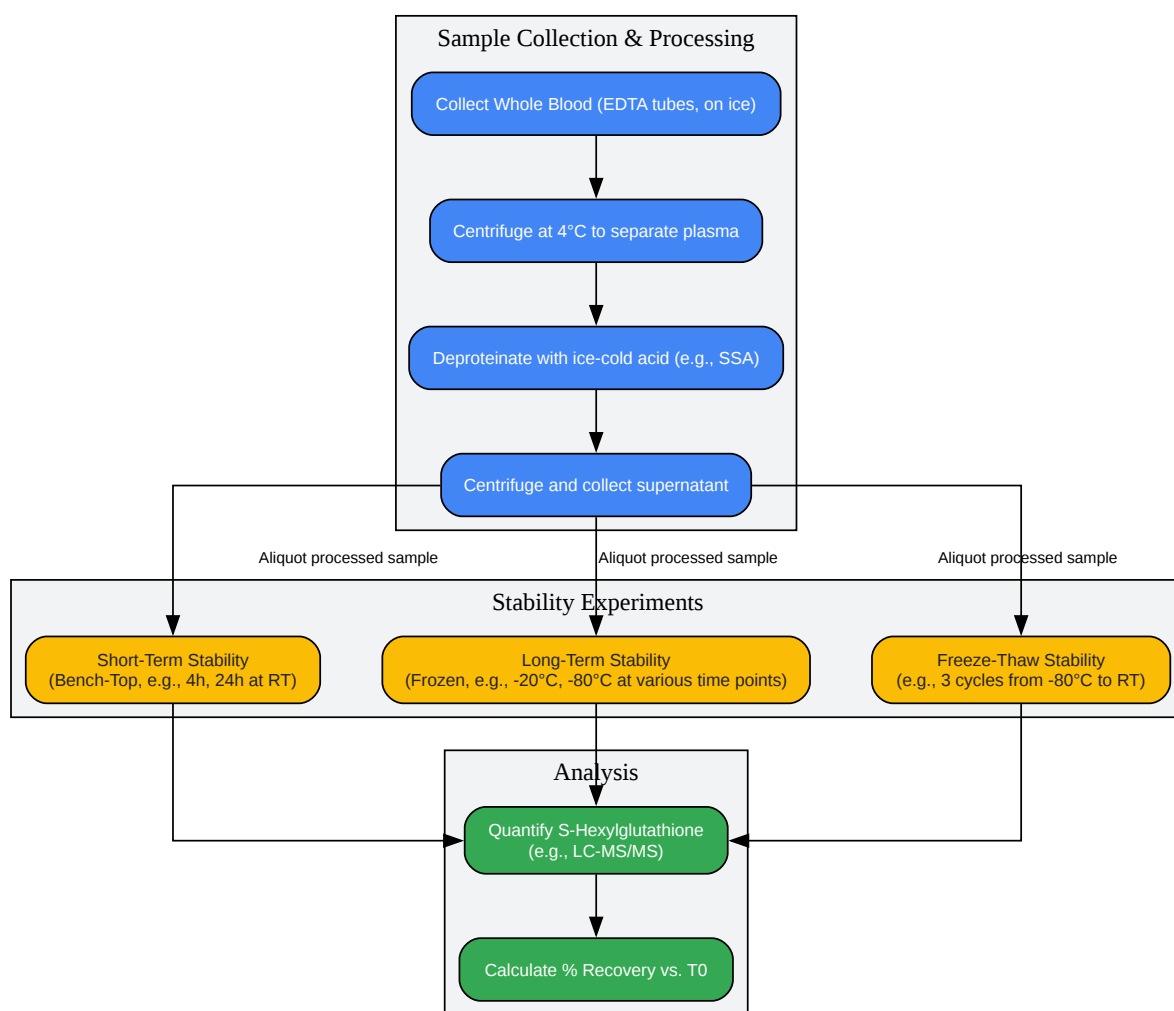 Sample Collection & Processing
Collect Whole Blood (EDTA tubes, on ice)
Centrifuge at 4°C to separate plasma
Deproteinate with ice-cold acid (e.g., SSA)
Centrifuge and collect supernatant
Aliquot processed sample
Aliquot processed sample
Aliquot processed sample
Stability Experiments
Short-Term Stability
(Bench-Top, e.g., 4h, 24h at RT)
Long-Term Stability
(Frozen, e.g., -20°C, -80°C at various time points)
Freeze-Thaw Stability
(e.g., 3 cycles from -80°C to RT)
Analysis
Quantify S-Hexylglutathione
(e.g., LC-MS/MS)
Calculate % Recovery vs. T0